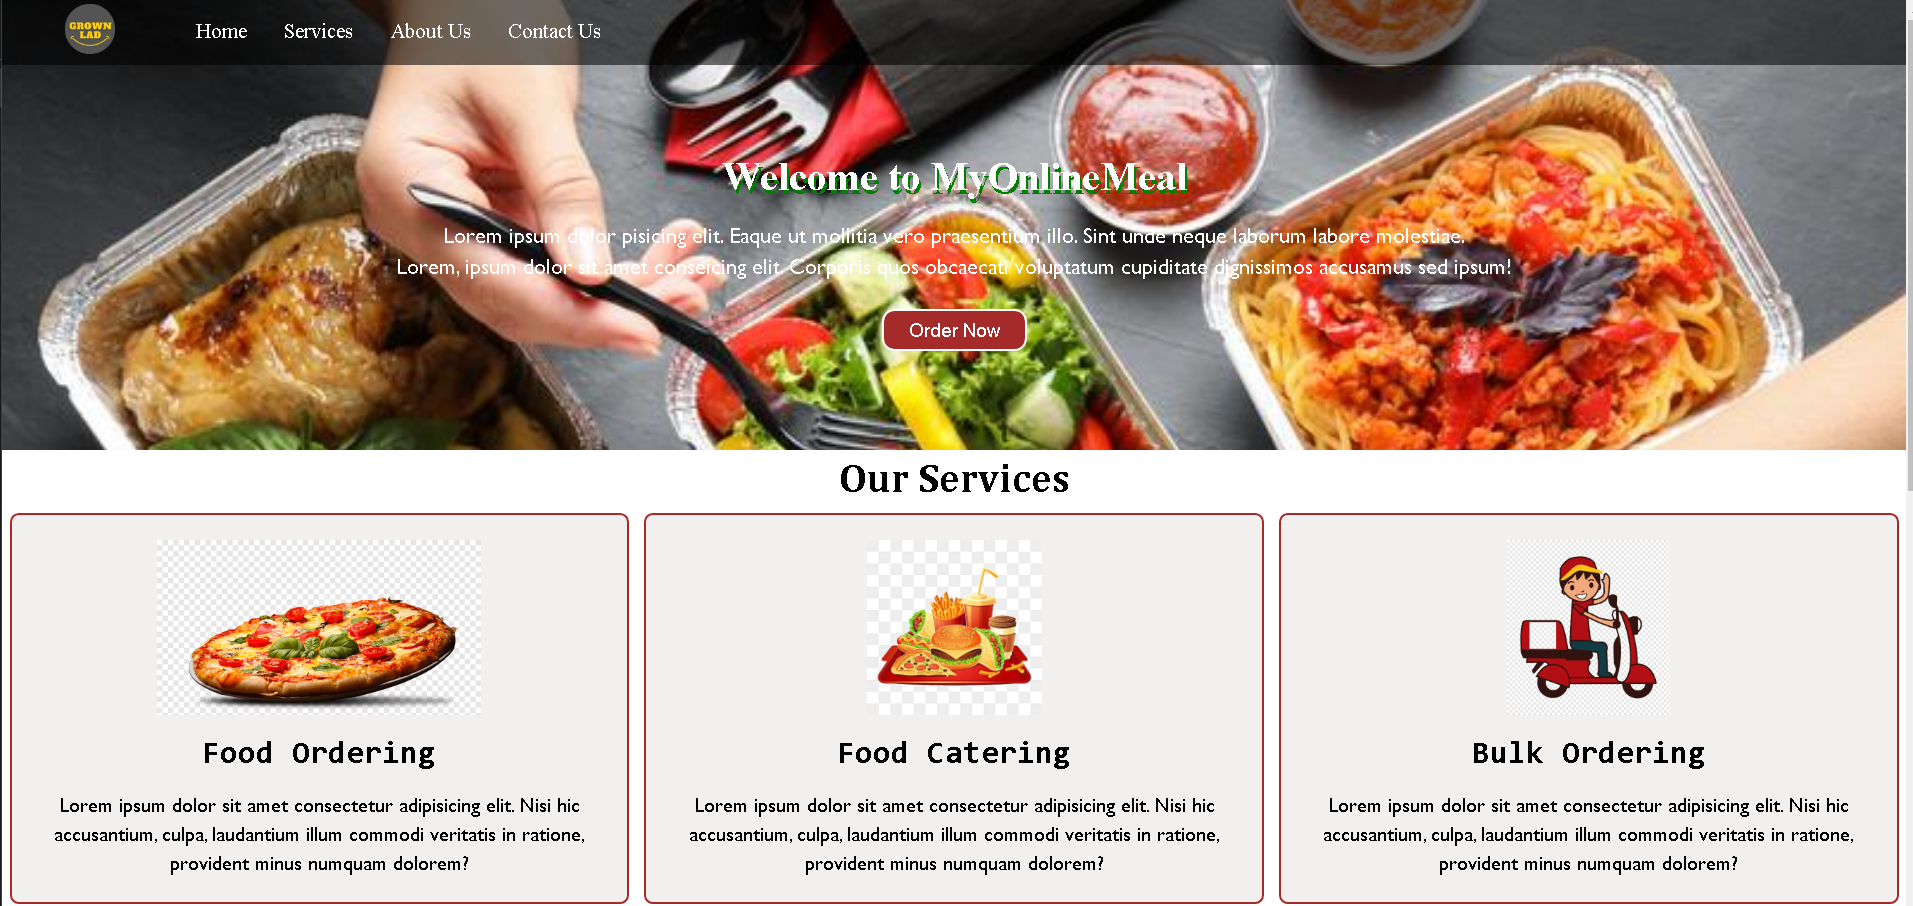 GROWN
LAD
Home Services About Us Contact Us
Welcome to MyOnlineMeal
Lorem ipsum dolor pisicing elit. Eaque ut mollitia vero praesentium illo. Sint unde neque laborum labore molestiae.
Lorem, ipsum dolor sit amet conseicing elit. Corporis quos obcaecati voluptatum cupiditate dignissimos accusamus sed ipsum!
Order Now
Our Services
Food Ordering
Lorem ipsum dolor sit amet consectetur adipisicing elit. Nisi hic
accusantium, culpa, laudantium illum commodi veritatis in ratione,
provident minus numquam dolorem?
Food Catering
Lorem ipsum dolor sit amet consectetur adipisicing elit. Nisi hic
accusantium, culpa, laudantium illum commodi veritatis in ratione,
provident minus numquam dolorem?
Bulk Ordering
Lorem ipsum dolor sit amet consectetur adipisicing elit. Nisi hic
accusantium, culpa, laudantium illum commodi veritatis in ratione,
provident minus numquam dolorem?